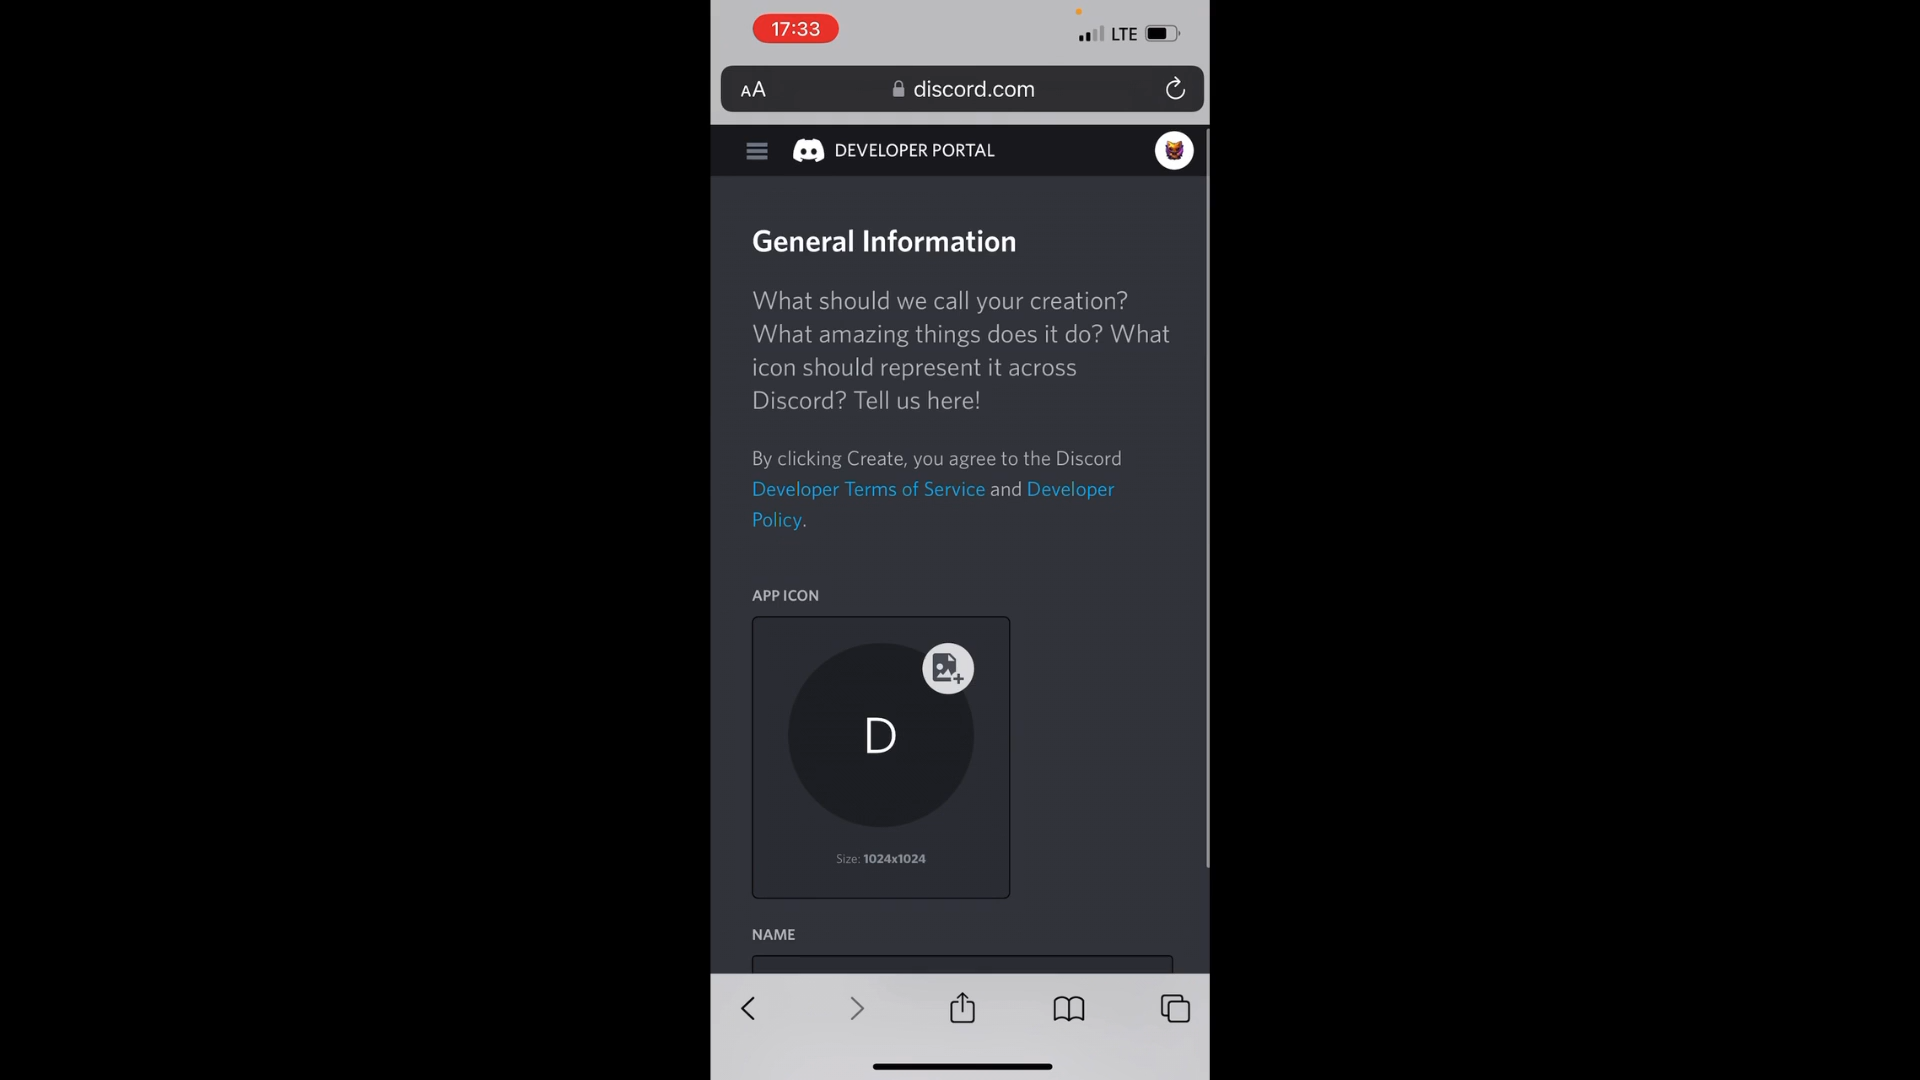 17:33
LTE
AA
discord.com
DEVELOPER PORTAL
General Information
What should we call your creation?
What amazing things does it do? What
icon should represent it across
Discord? Tell us here!
By clicking Create, you agree to the Discord
Developer Terms of Service and Developer
Policy.
APP ICON
D
Size: 1024x1024
NAME